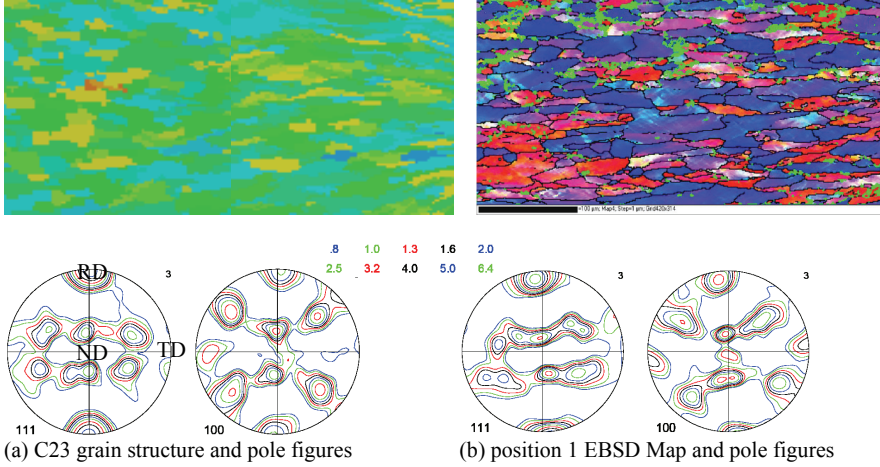 =100 µm; Map4; Step=1 µm; Grid420x314
.8 1.0 1.3 1.6 2.0
2.5 3.2 4.0 5.0 6.4
RD 3 3 3
ND TD
111 100 111 100
(a) C23 grain structure and pole figures
(b) position 1 EBSD Map and pole figures